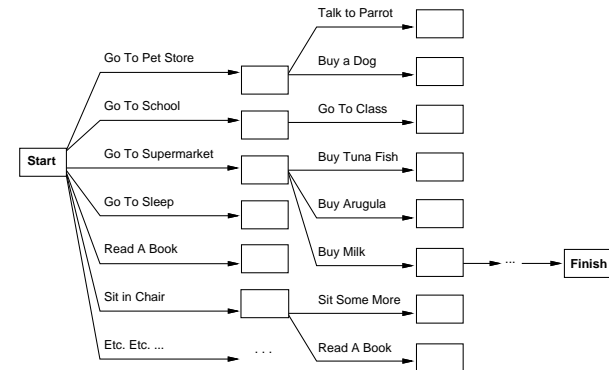 Talk to Parrot
Go To Pet Store
Buy a Dog
Go To School
Go To Class
Start
Go To Supermarket
Buy Tuna Fish
Go To Sleep
Buy Arugula
Read A Book
Buy Milk
...
Finish
Sit in Chair
Sit Some More
Etc. Etc. ...
. . .
Read A Book